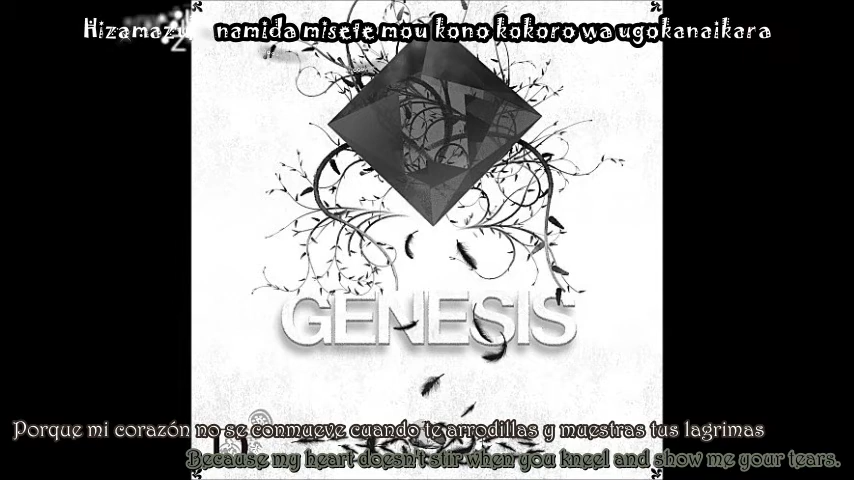 Hizamazu namida misete mou kono kokoro wa ugokanaikara
GENESIS
Porque mi corazón no se conmueve cuando te arrodillas y muestras tus lagrimas
Because my heart doesn't stir when you kneel and show me your tears.